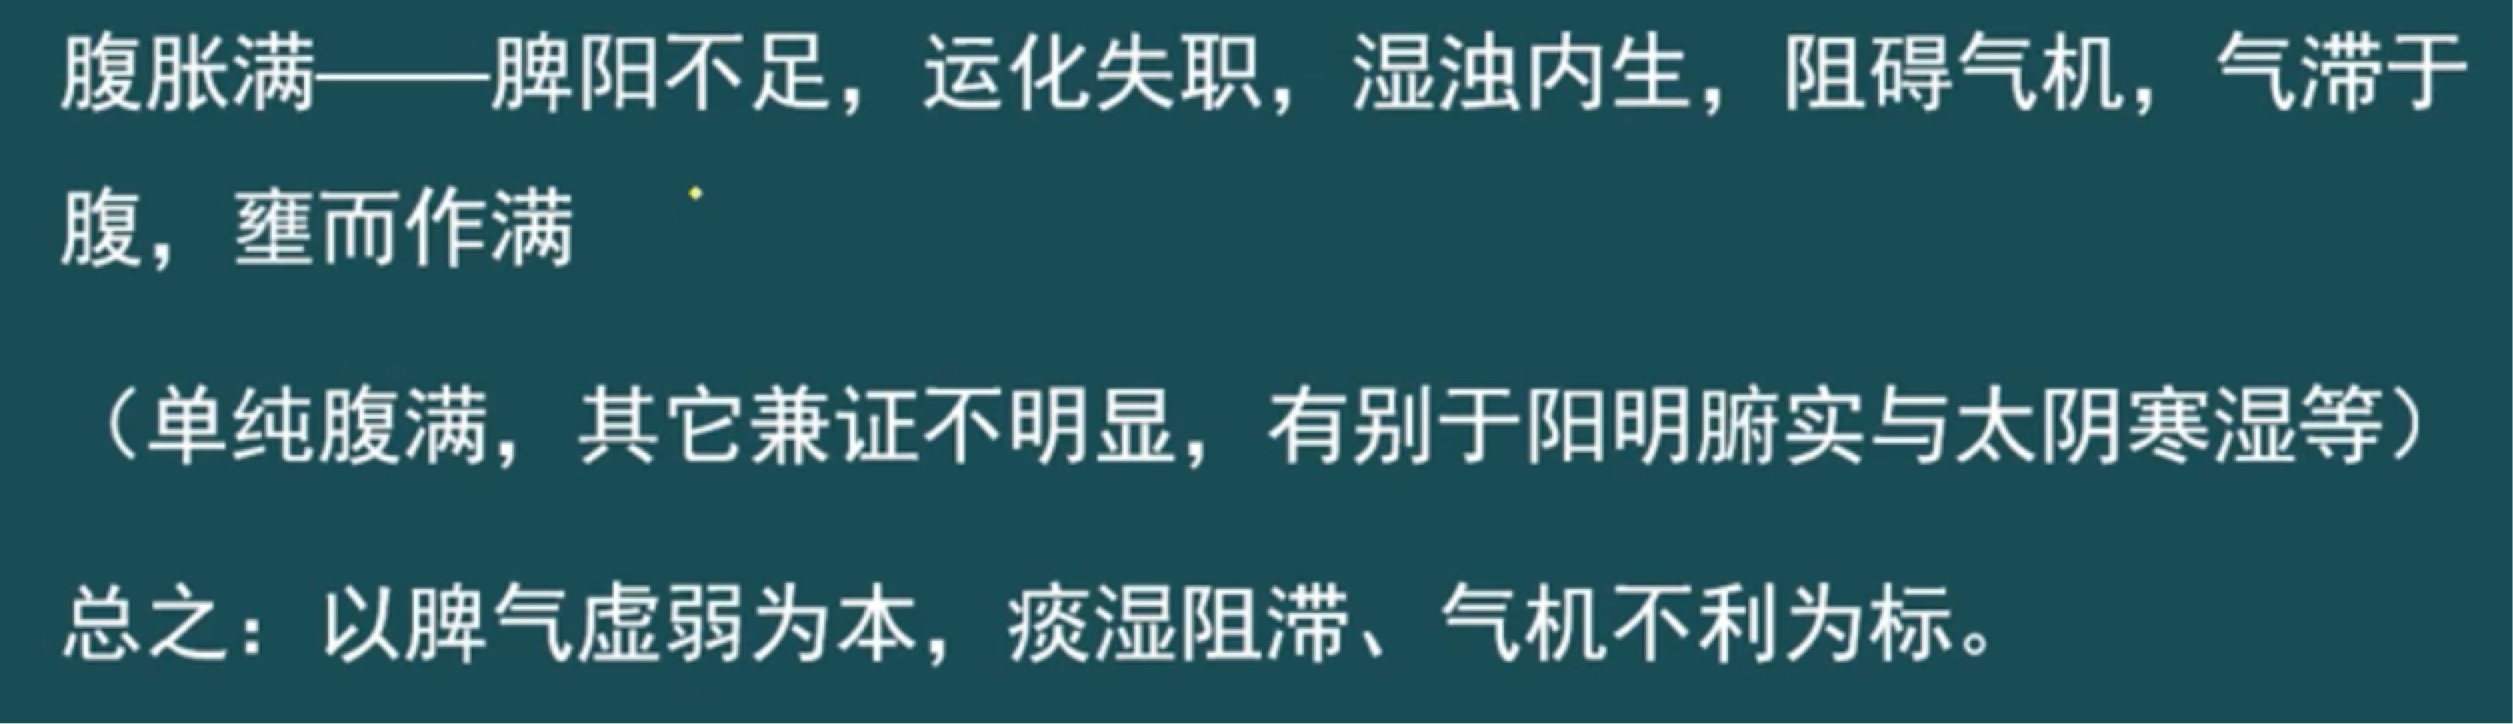 腹胀满——脾阳不足，运化失职，湿浊内生，阻碍气机，气滞于
腹，壅而作满
（单纯腹满，其它兼证不明显，有别于阳明腑实与太阴寒湿等）
总之：以脾气虚弱为本，痰湿阻滞、气机不利为标。